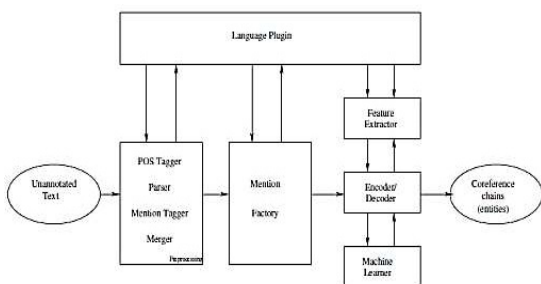 Language Plugin
Feature
Extractor
POS Tagger
Parser
Mention Tagger
Merger
Preprocessing
Mention
Factory
Unannotated
Text
Encoder/
Decoder
Coreference
chains
(entities)
Machine
Learner